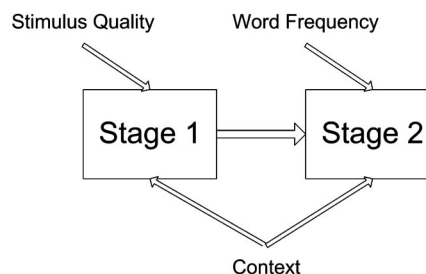 Stimulus Quality
Word Frequency
Stage 1
Stage 2
Context